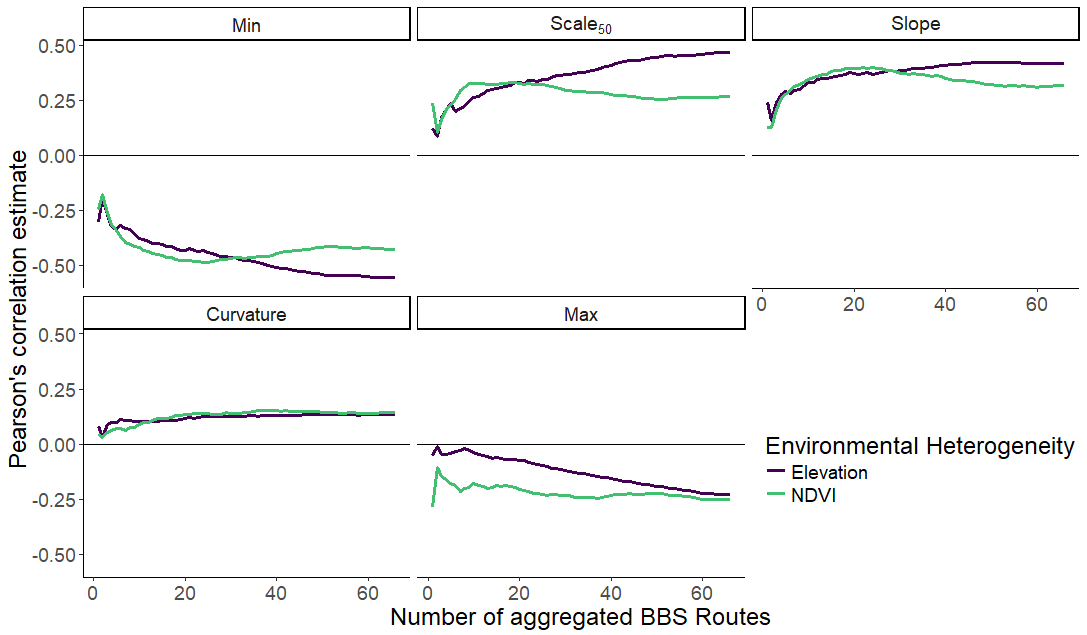 Min
Scale50
Slope
0.50
0.25
0.00
-0.25
-0.50
0 20 40 60
Curvature
Max
0.50
0.25
0.00
-0.25
-0.50
0 20 40 60
0 20 40 60
Pearson's correlation estimate
Number of aggregated BBS Routes
Environmental Heterogeneity
Elevation
NDVI